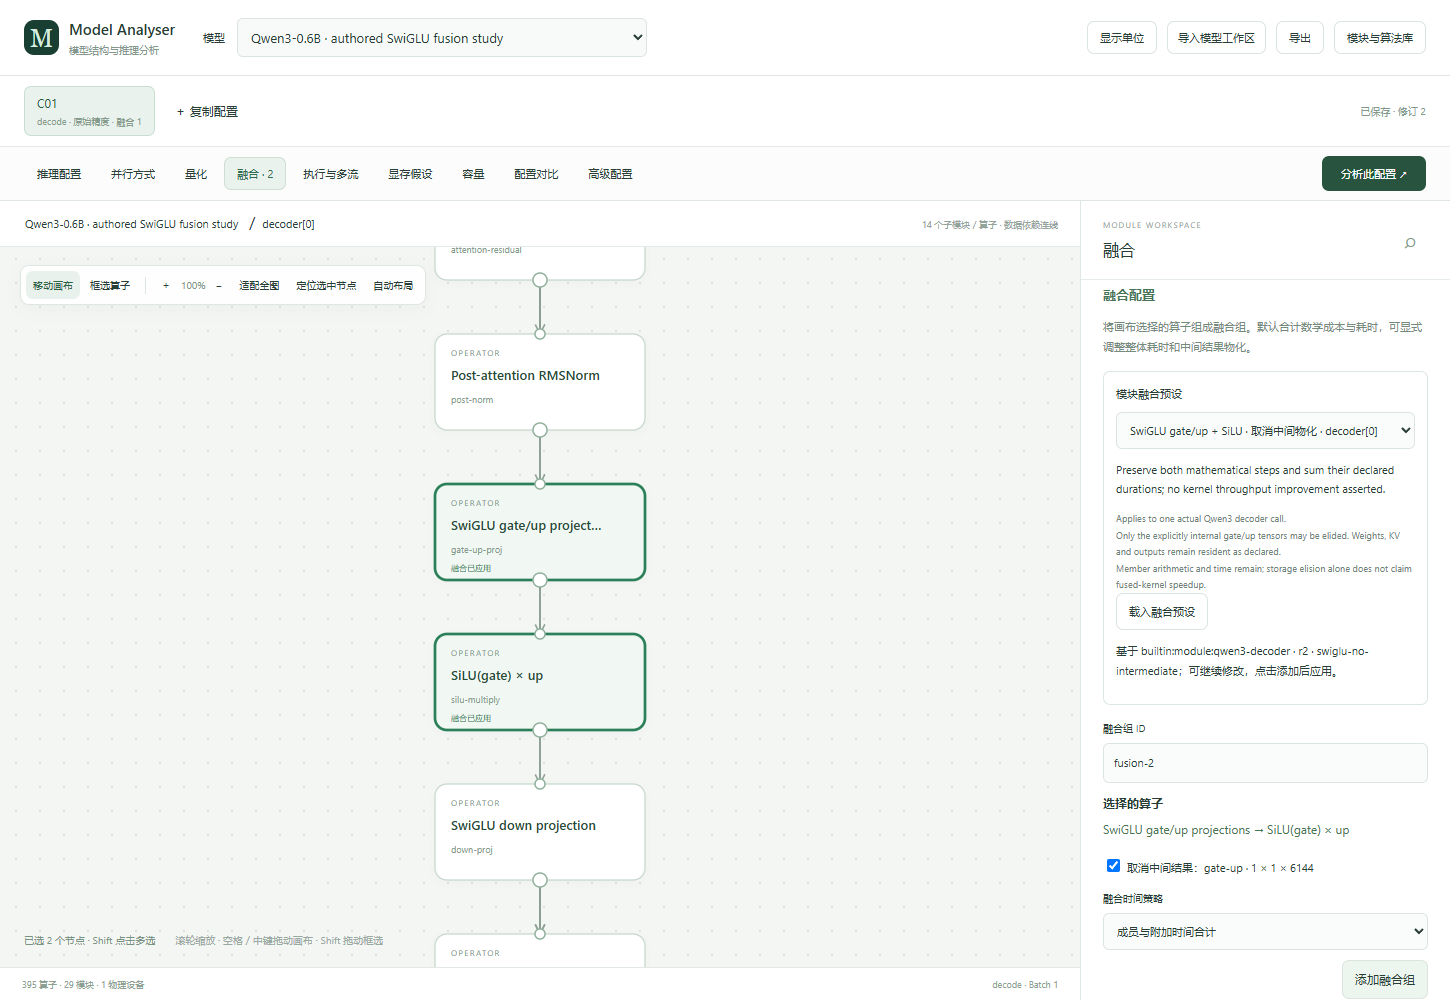 M
Model Analyser
模型结构与推理分析
模型
Qwen3-0.6B · authored SwiGLU fusion study
显示单位
导入模型工作区
导出
模块与算法库
C01
decode · 原始精度 · 融合 1
+ 复制配置
已保存 · 修订 2
推理配置
并行方式
量化
融合 · 2
执行与多流
显存假设
容量
配置对比
高级配置
分析此配置 ↗
Qwen3-0.6B · authored SwiGLU fusion study / decoder[0]
14 个子模块 / 算子 · 数据依赖连线
移动画布
框选算子
+ 100% −
适配全图
定位选中节点
自动布局
attention-residual
OPERATOR
Post-attention RMSNorm
post-norm
OPERATOR
SwiGLU gate/up project...
gate-up-proj
融合已应用
OPERATOR
SiLU(gate) × up
silu-multiply
融合已应用
OPERATOR
SwiGLU down projection
down-proj
OPERATOR
已选 2 个节点 · Shift 点击多选
滚轮缩放 · 空格 / 中键拖动画布 · Shift 拖动框选
395 算子 · 29 模块 · 1 物理设备
decode · Batch 1
MODULE WORKSPACE
融合
融合配置
将画布选择的算子组成融合组。默认合计数学成本与耗时，可显式
调整整体耗时和中间结果物化。
模块融合预设
SwiGLU gate/up + SiLU · 取消中间物化 · decoder[0]
Preserve both mathematical steps and sum their declared
durations; no kernel throughput improvement asserted.
Applies to one actual Qwen3 decoder call.
Only the explicitly internal gate/up tensors may be elided. Weights, KV
and outputs remain resident as declared.
Member arithmetic and time remain; storage elision alone does not claim
fused-kernel speedup.
载入融合预设
基于 builtin:module:qwen3-decoder · r2 · swiglu-no-
intermediate；可继续修改，点击添加后应用。
融合组 ID
fusion-2
选择的算子
SwiGLU gate/up projections → SiLU(gate) × up
取消中间结果：gate-up · 1 × 1 × 6144
融合时间策略
成员与附加时间合计
添加融合组